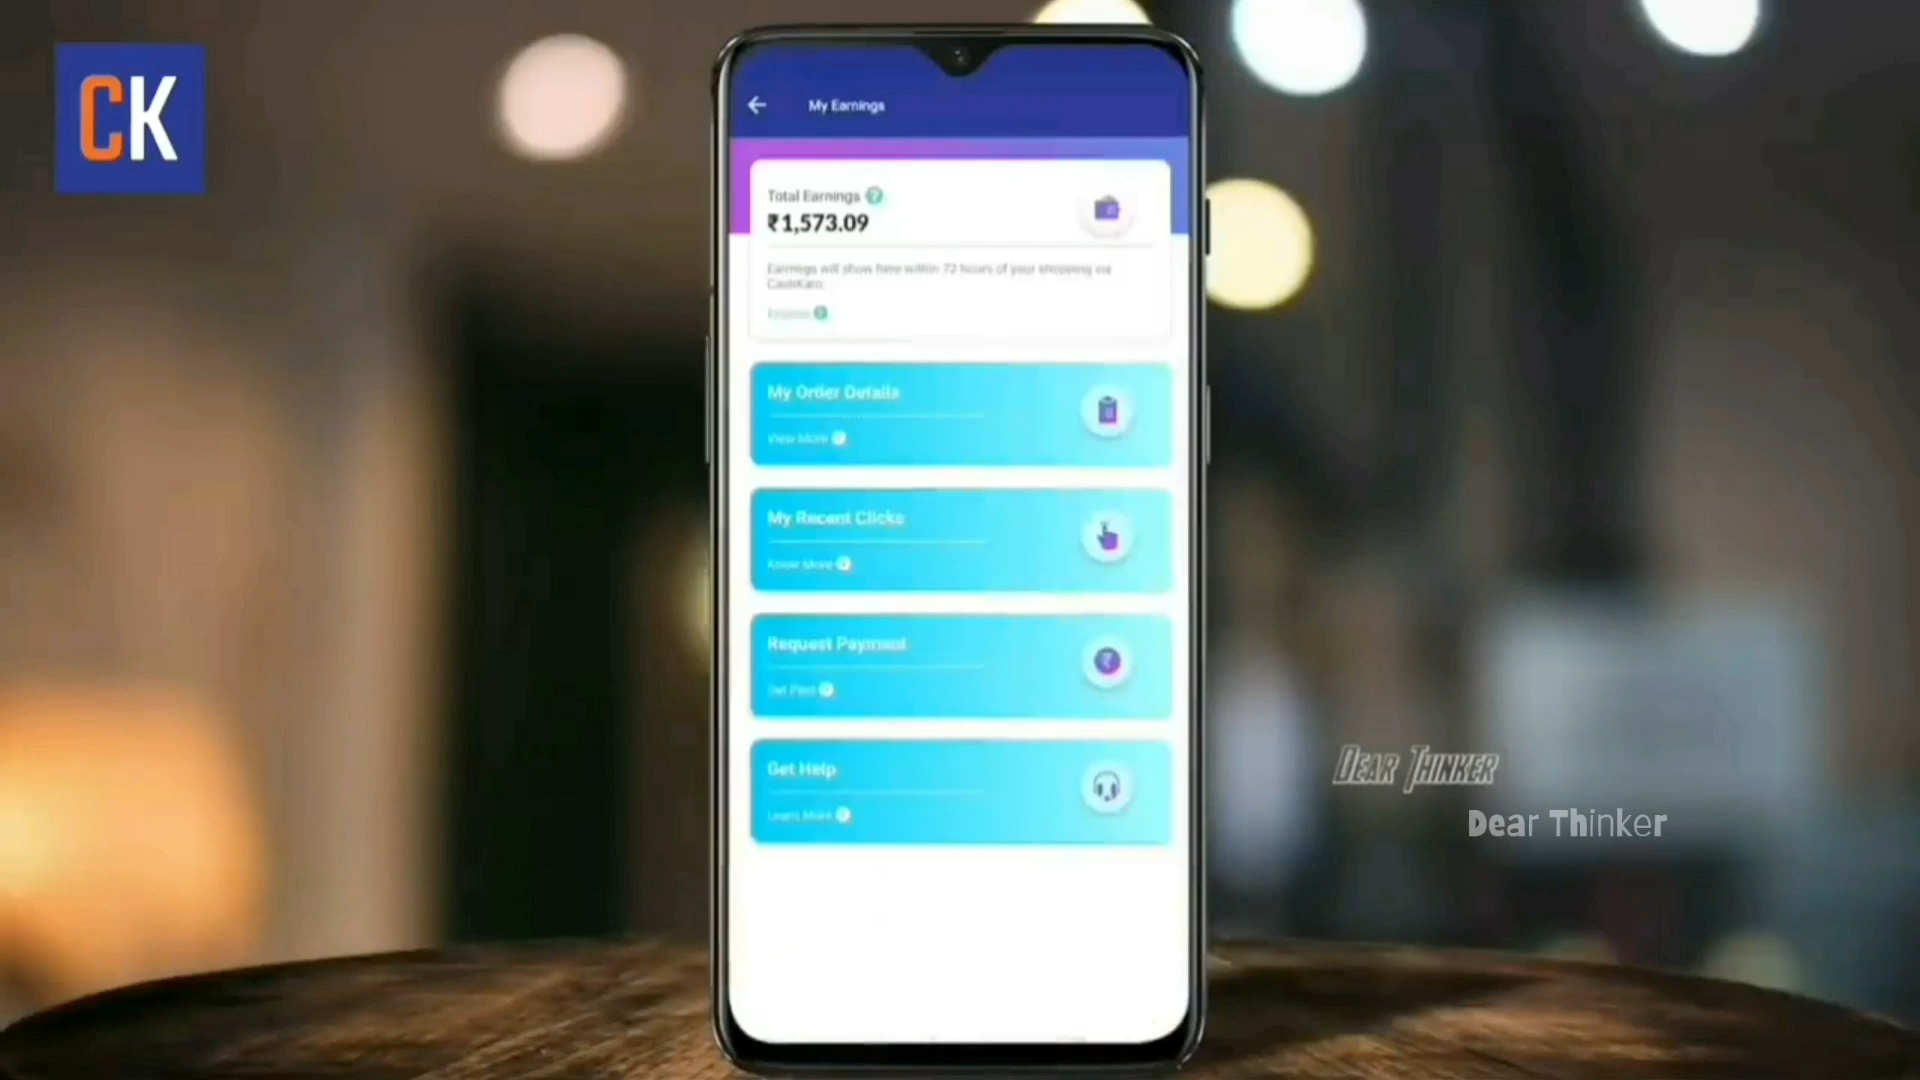 CK
My Earnings
Total Earnings ?
₹1,573.09
Earnings will show here within 72 hours of your shopping via
CashKaro.
My Order Details
View More
My Recent Clicks
Know More
Request Payment
Get Paid
Get Help
Learn More
DEAR THINKER
Dear Thinker